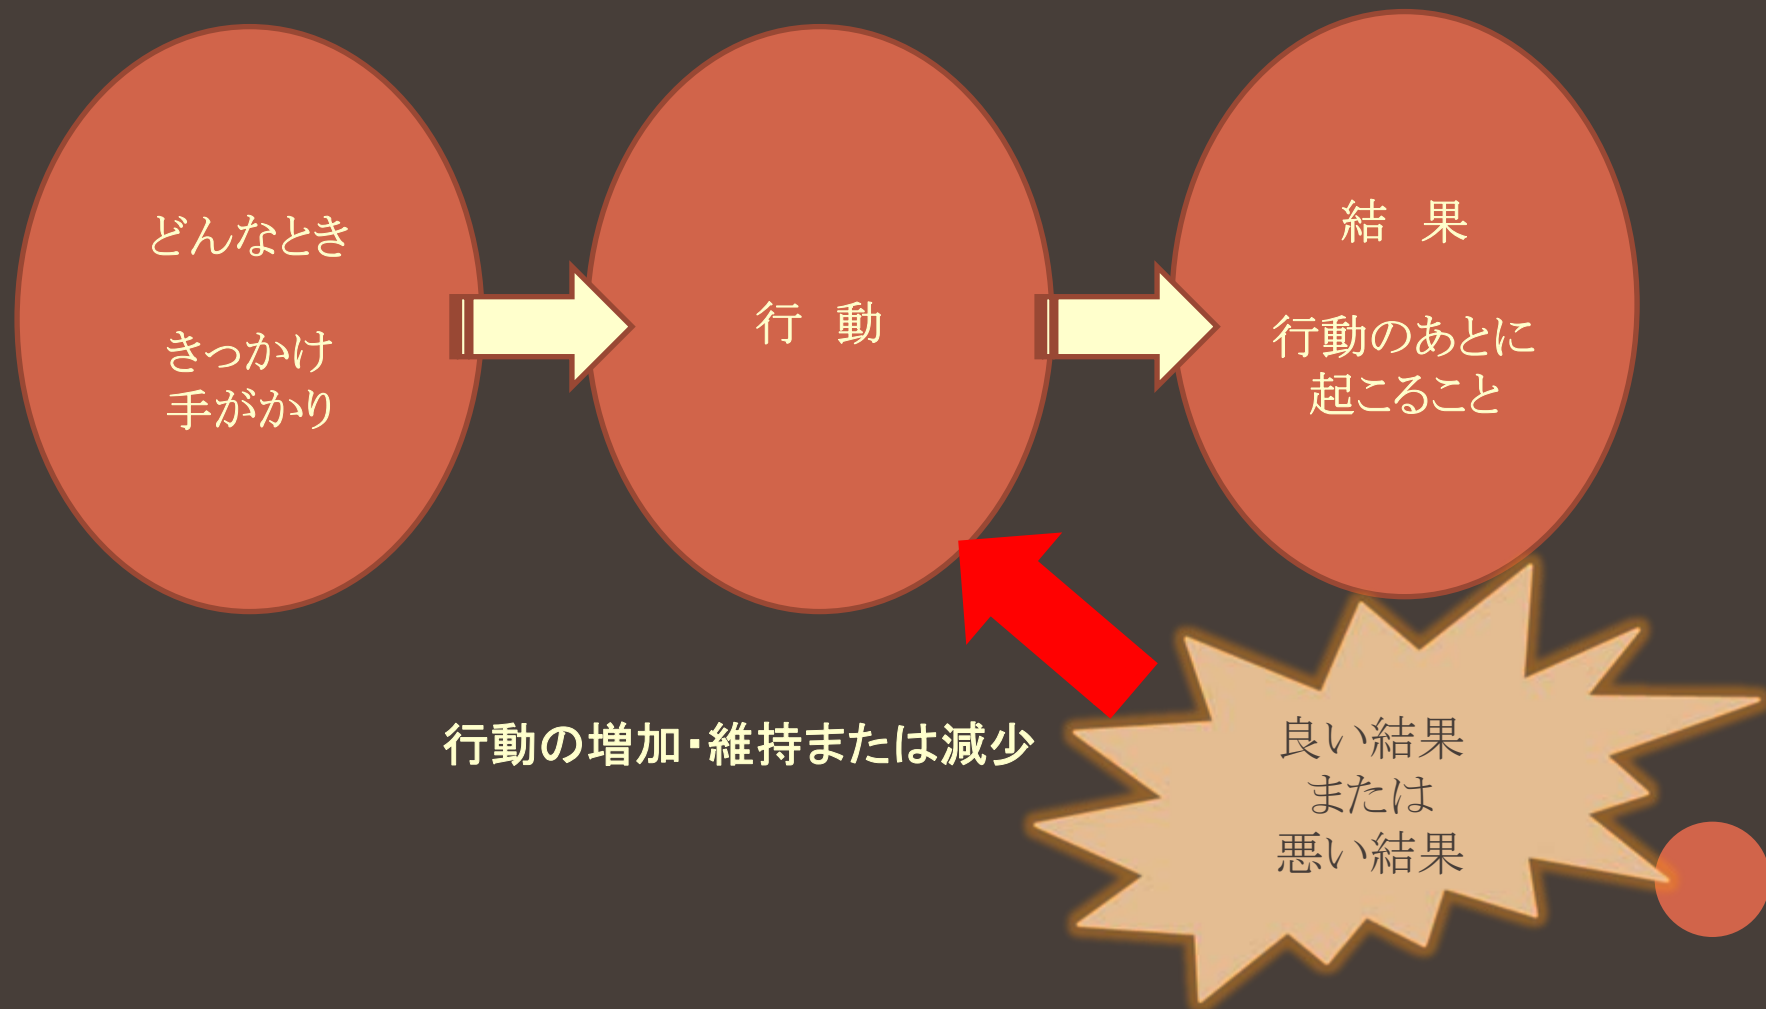 どんなとき
きっかけ
手がかり
行　動
結　果
行動のあとに
起こること
行動の増加・維持または減少
良い結果
または
悪い結果